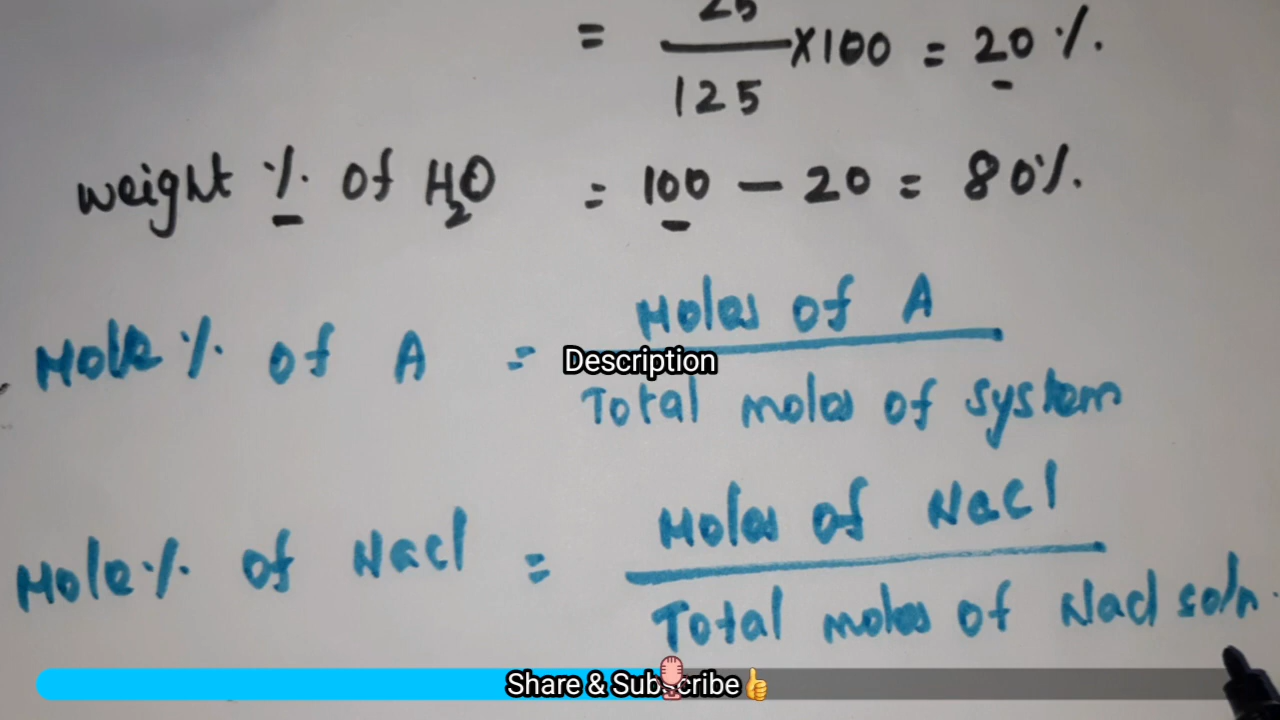 = 25/125 ×100 = 20 %.
weight % of H₂O = 100 − 20 = 80%.
Mole % of A = Moles of A / Total moles of system
Description
Mole % of Nacl = Moles of Nacl / Total moles of Nacl soln.
Share & Subscribe👍